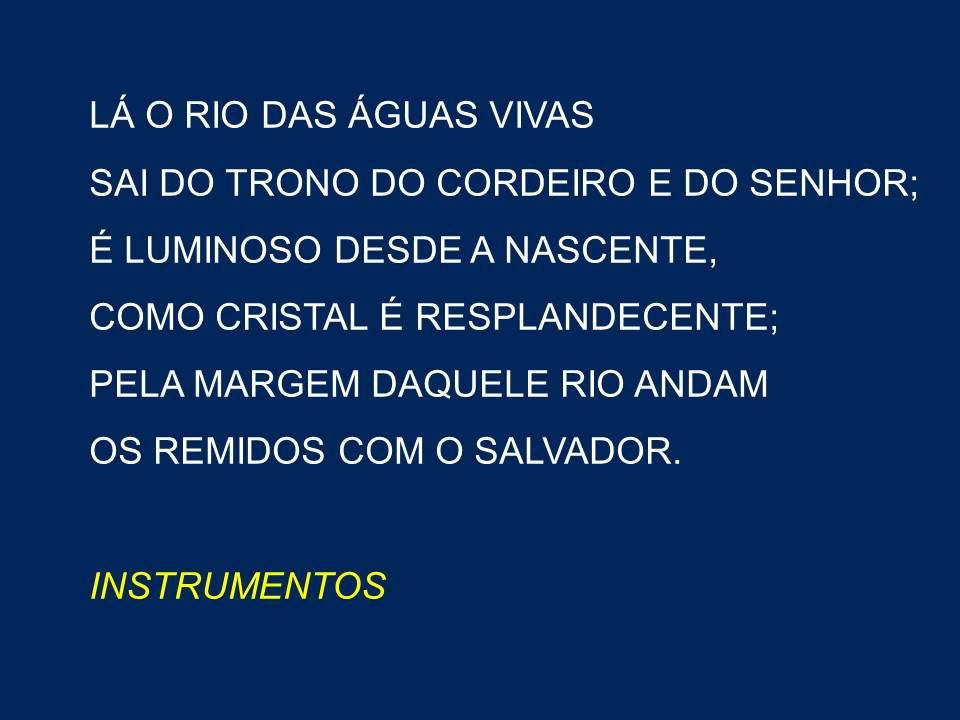 LÁ O RIO DAS ÁGUAS VIVAS
SAI DO TRONO DO CORDEIRO E DO SENHOR;
É LUMINOSO DESDE A NASCENTE,
COMO CRISTAL É RESPLANDECENTE;
PELA MARGEM DAQUELE RIO ANDAM
OS REMIDOS COM O SALVADOR.
INSTRUMENTOS